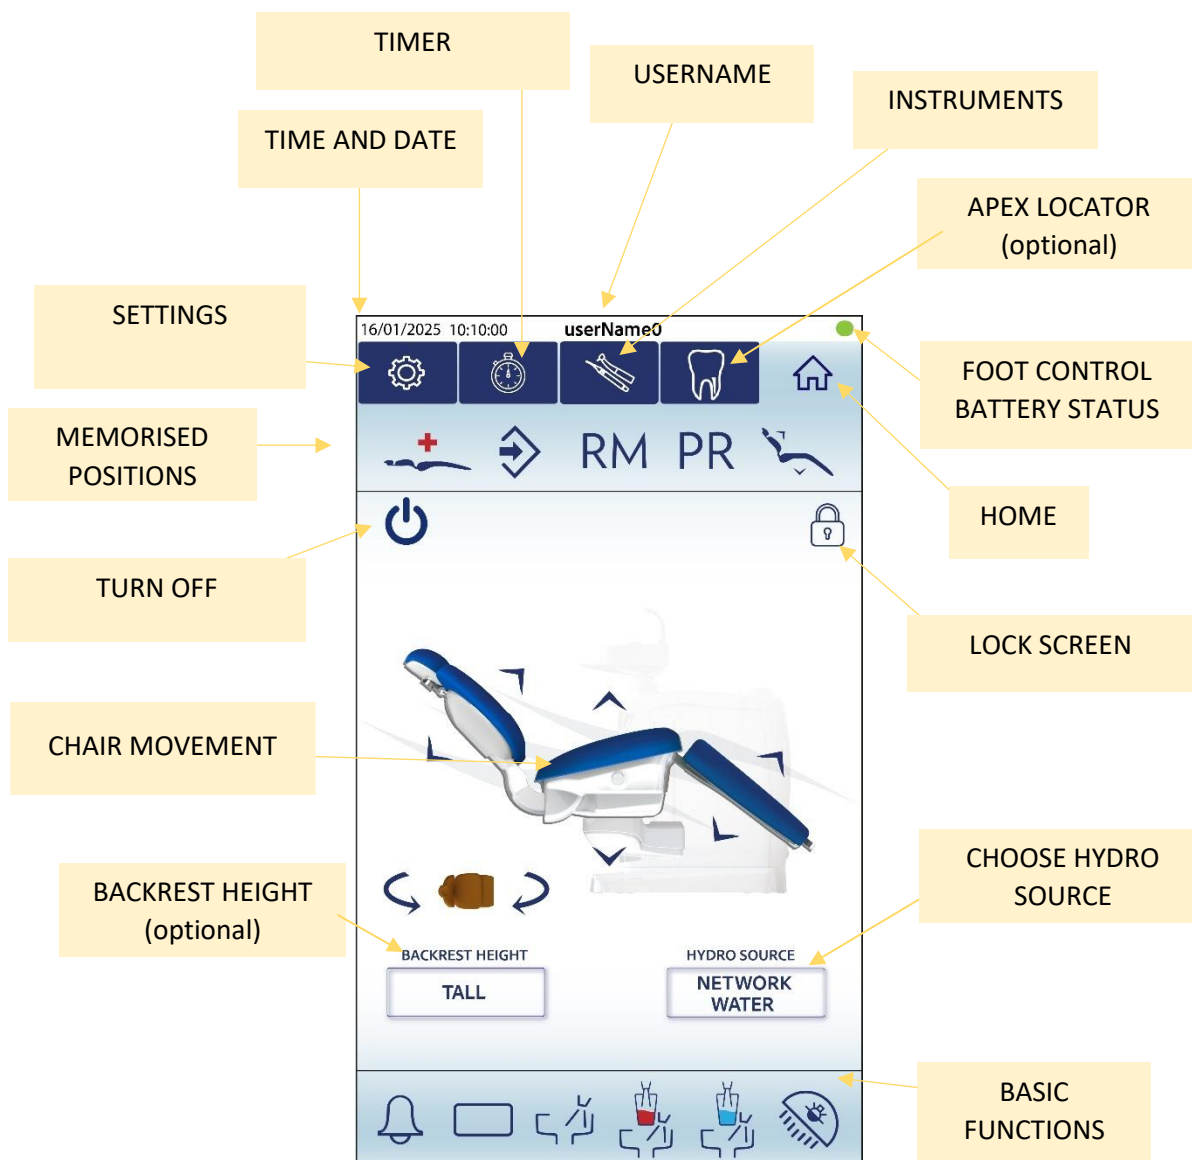 TIMER
USERNAME
INSTRUMENTS
TIME AND DATE
APEX LOCATOR
(optional)
SETTINGS
16/01/2025 10:10:00 userName0
FOOT CONTROL
BATTERY STATUS
MEMORISED
POSITIONS
RM PR
HOME
TURN OFF
LOCK SCREEN
CHAIR MOVEMENT
CHOOSE HYDRO
SOURCE
BACKREST HEIGHT
(optional)
BACKREST HEIGHT
TALL
HYDRO SOURCE
NETWORK
WATER
BASIC
FUNCTIONS